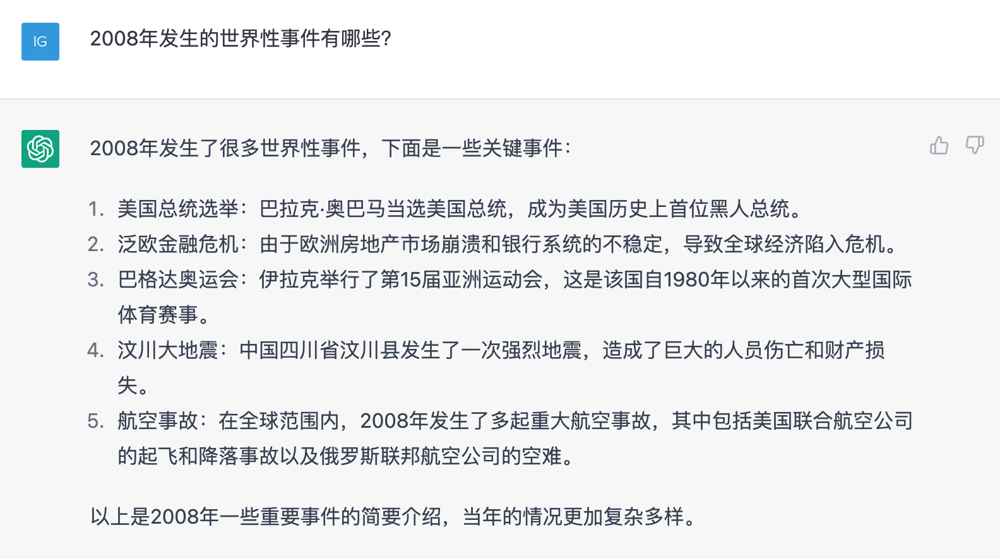 IG
2008年发生的世界性事件有哪些?
2008年发生了很多世界性事件，下面是一些关键事件：
1. 美国总统选举：巴拉克·奥巴马当选美国总统，成为美国历史上首位黑人总统。
2. 泛欧金融危机：由于欧洲房地产市场崩溃和银行系统的不稳定，导致全球经济陷入危机。
3. 巴格达奥运会：伊拉克举行了第15届亚洲运动会，这是该国自1980年以来的首次大型国际
体育赛事。
4. 汶川大地震：中国四川省汶川县发生了一次强烈地震，造成了巨大的人员伤亡和财产损
失。
5. 航空事故：在全球范围内，2008年发生了多起重大航空事故，其中包括美国联合航空公司
的起飞和降落事故以及俄罗斯联邦航空公司的空难。
以上是2008年一些重要事件的简要介绍，当年的情况更加复杂多样。